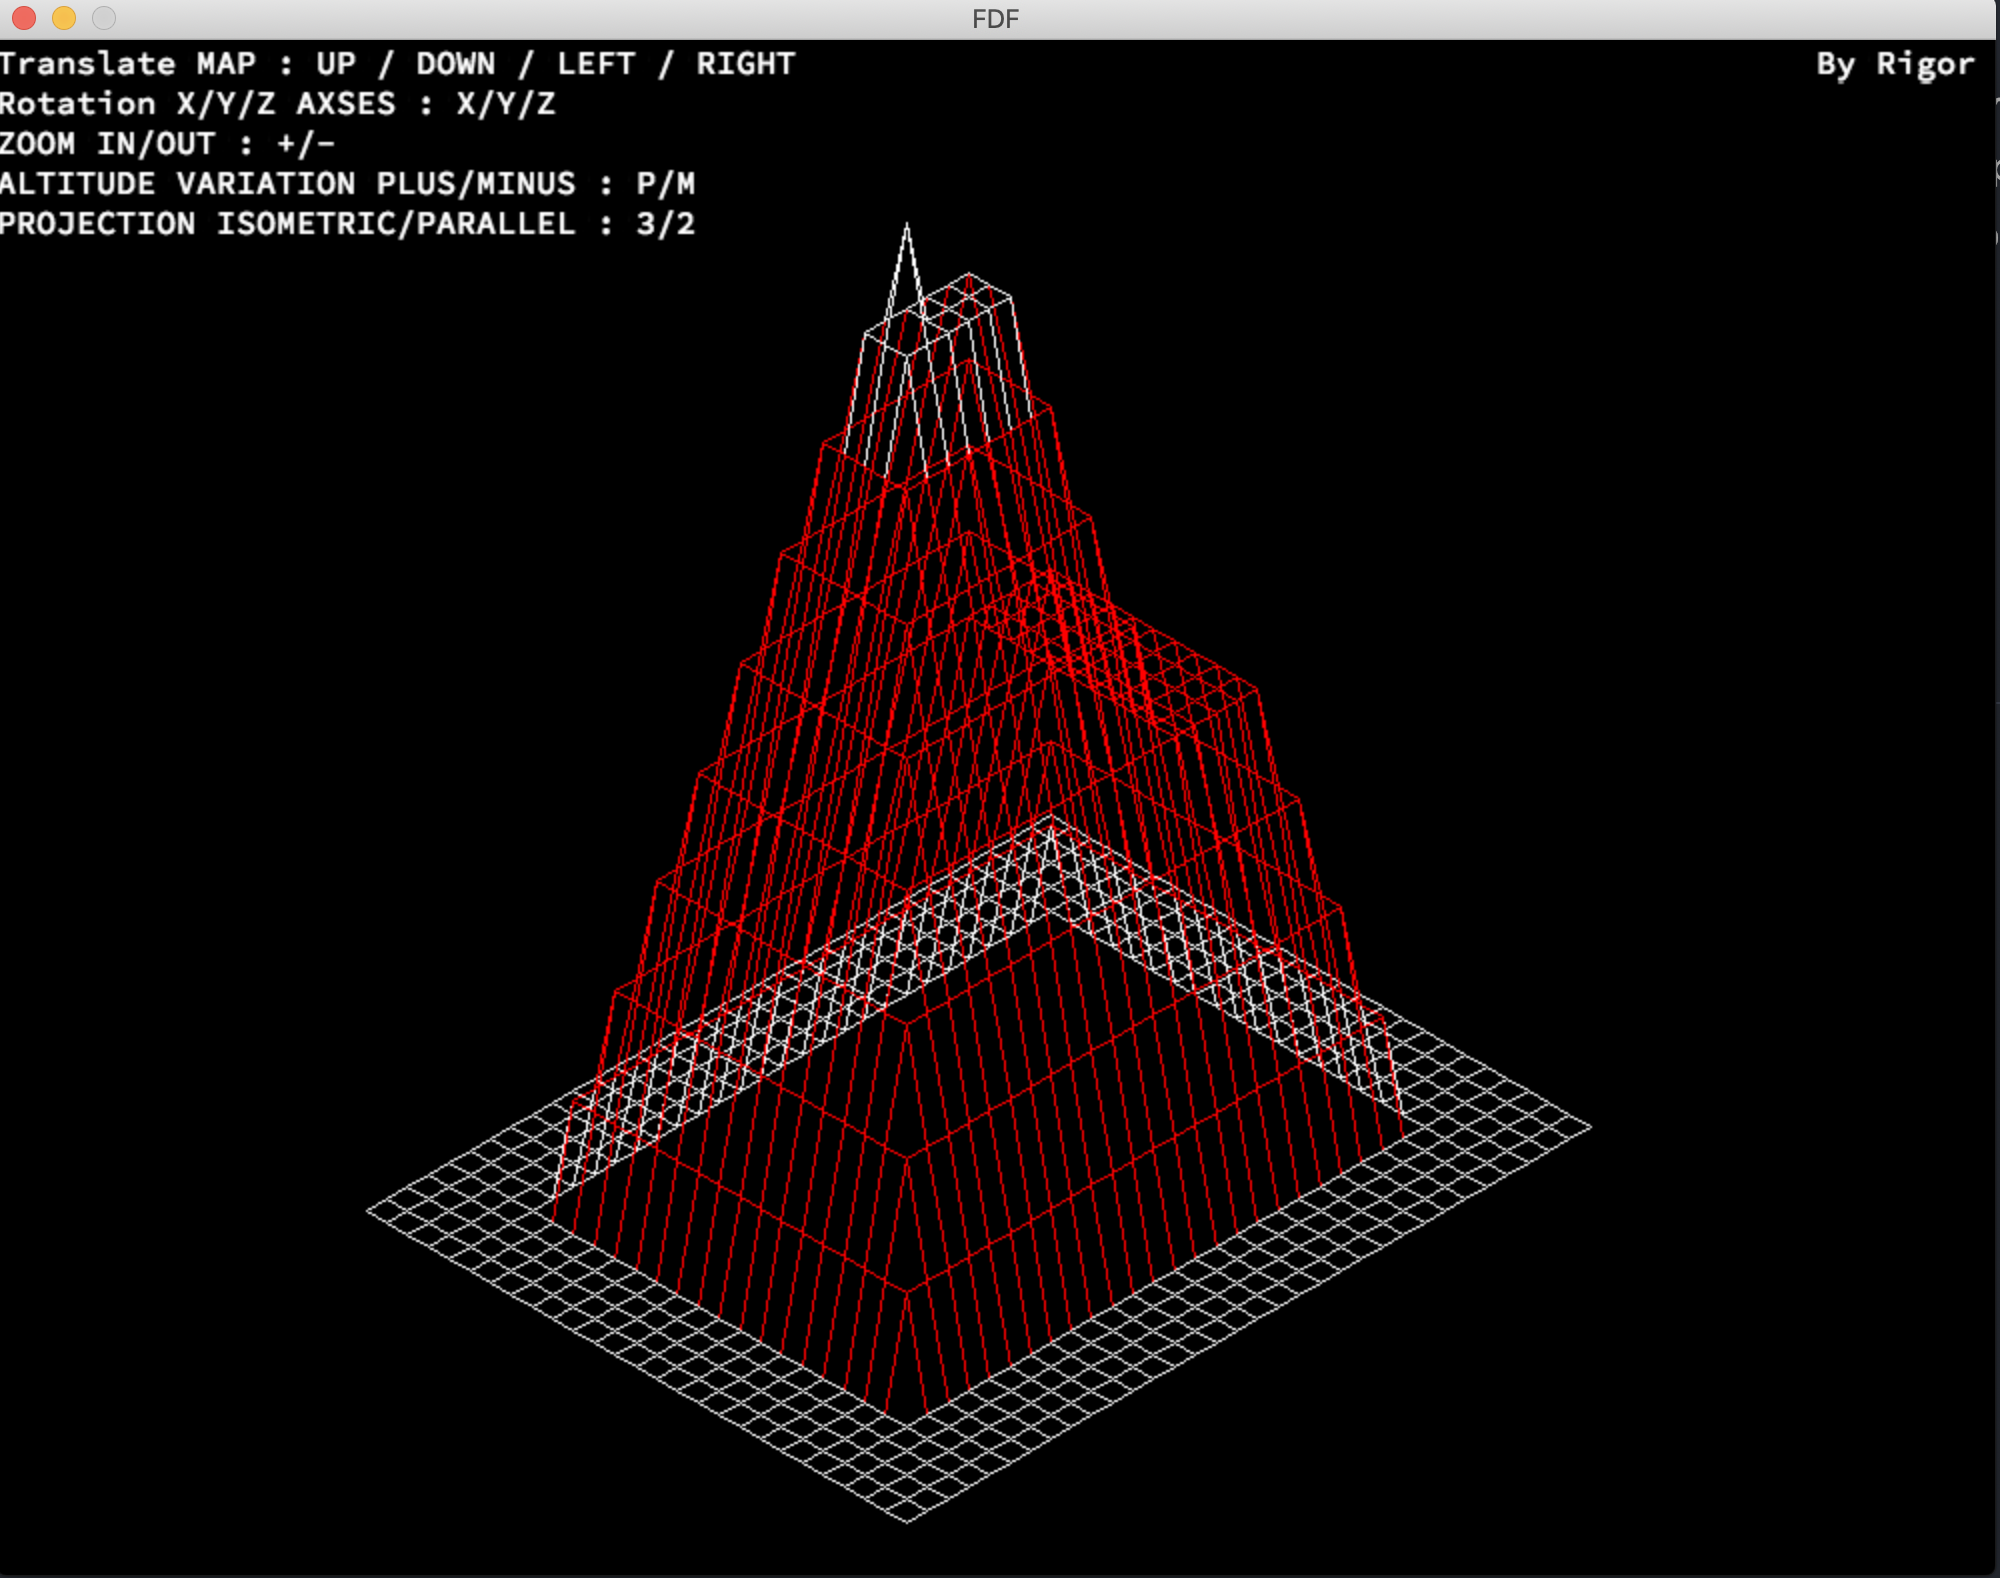 FDF
Translate MAP : UP / DOWN / LEFT / RIGHT
By Rigor
Rotation X/Y/Z AXSES : X/Y/Z
ZOOM IN/OUT : +/-
ALTITUDE VARIATION PLUS/MINUS : P/M
PROJECTION ISOMETRIC/PARALLEL : 3/2